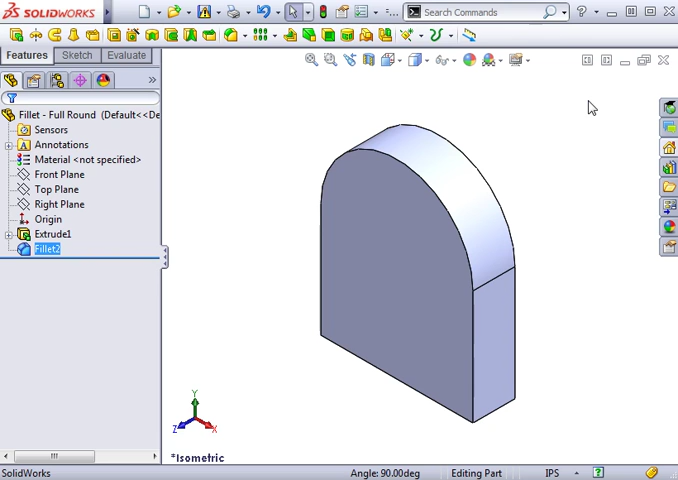 SOLIDWORKS
Search Commands
Features
Sketch
Evaluate
Fillet - Full Round (Default<<De
Sensors
Annotations
Material <not specified>
Front Plane
Top Plane
Right Plane
Origin
Extrude1
Fillet2
Y
Z
X
*Isometric
SolidWorks
Angle: 90.00deg
Editing Part
IPS